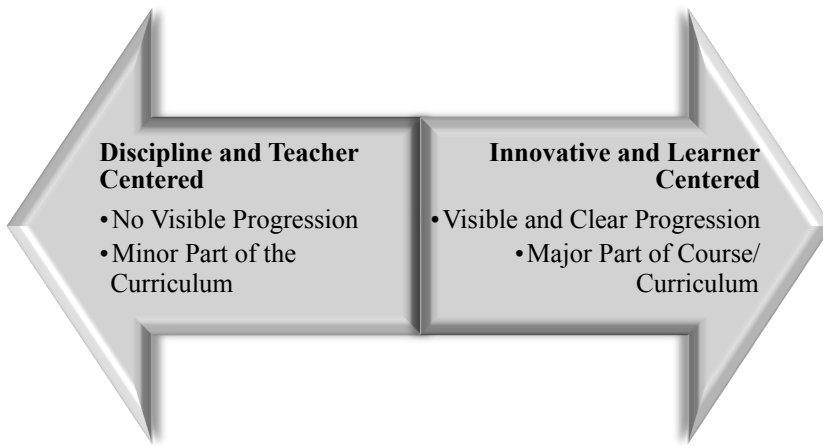 Discipline and Teacher
Centered
•No Visible Progression
•Minor Part of the
Curriculum
Innovative and Learner
Centered
•Visible and Clear Progression
•Major Part of Course/
Curriculum